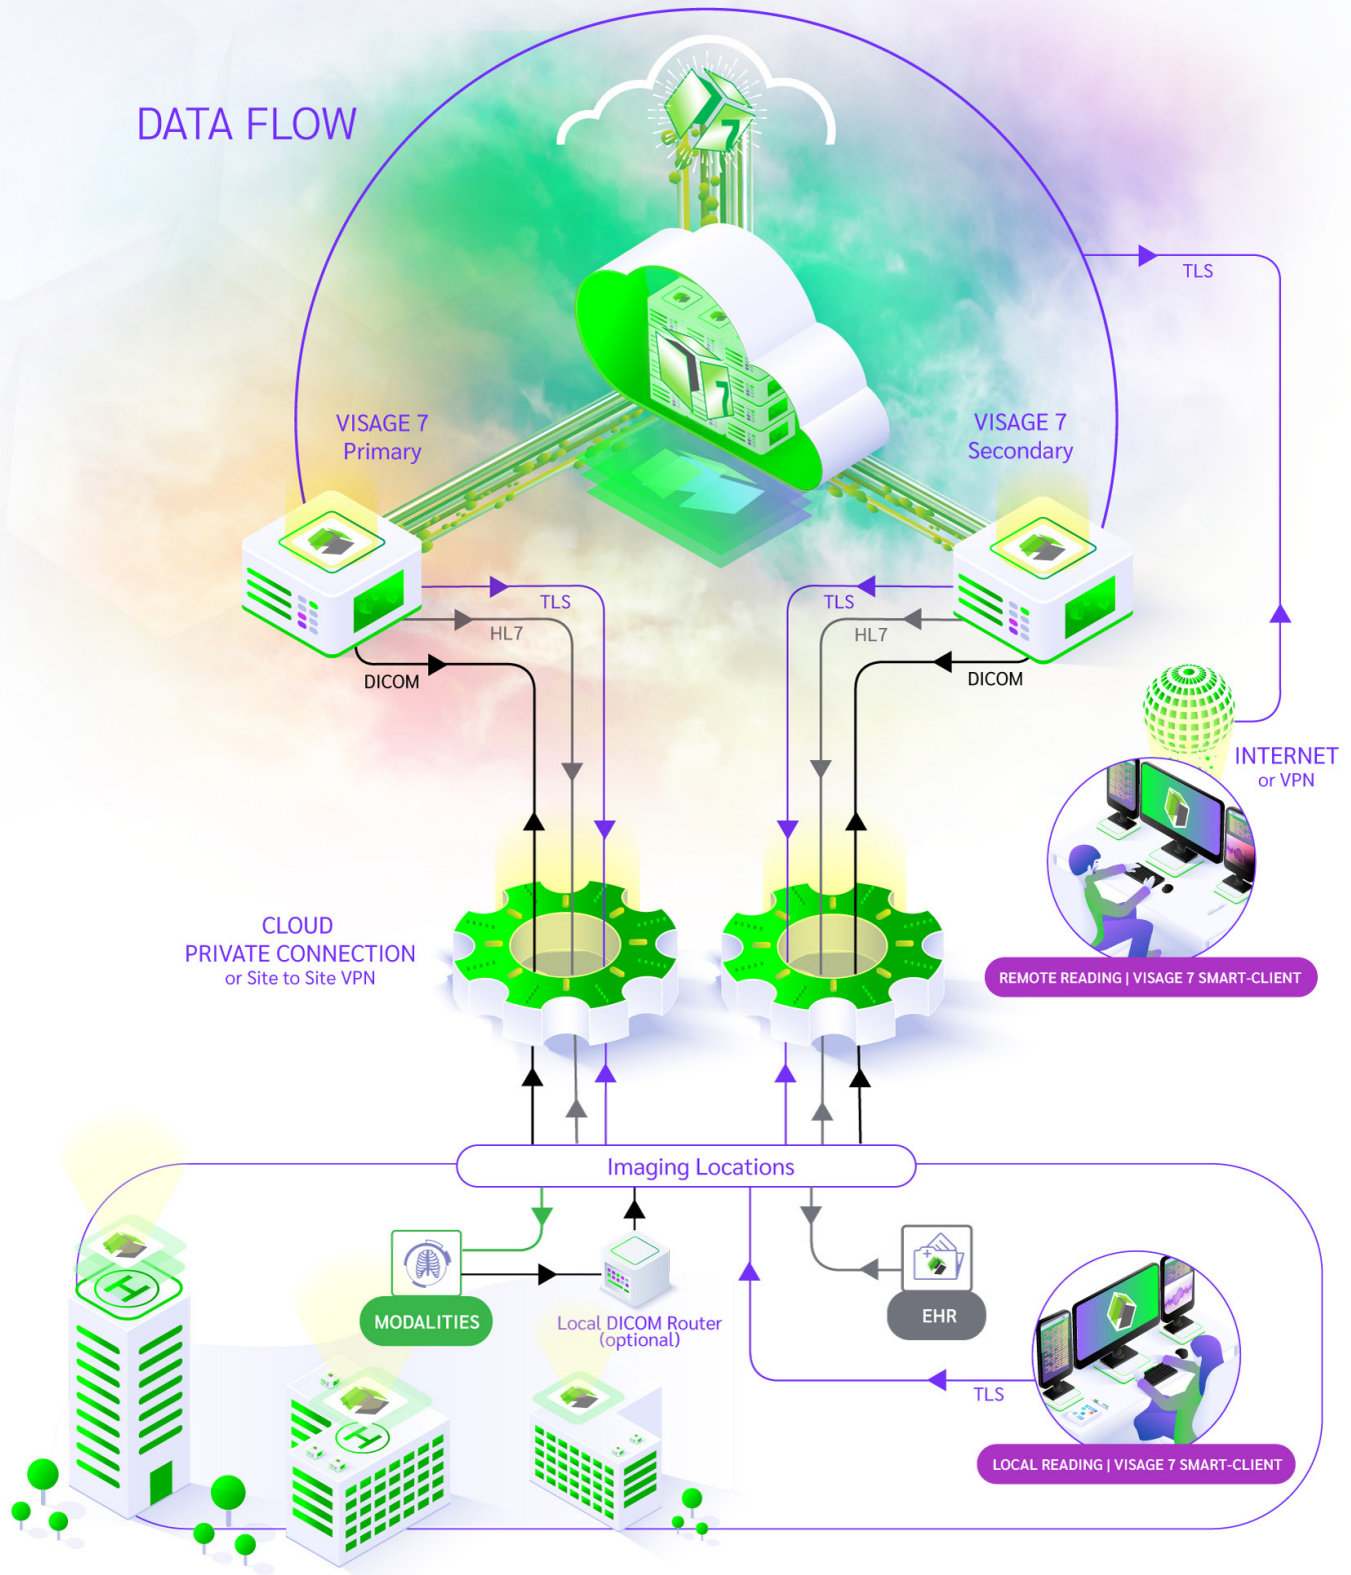 DATA FLOW
7
TLS
7
VISAGE 7
Primary
VISAGE 7
Secondary
TLS
HL7
DICOM
TLS
HL7
DICOM
INTERNET
or VPN
CLOUD
PRIVATE CONNECTION
or Site to Site VPN
REMOTE READING | VISAGE 7 SMART-CLIENT
Imaging Locations
H
MODALITIES
Local DICOM Router
(optional)
EHR
TLS
H
LOCAL READING | VISAGE 7 SMART-CLIENT